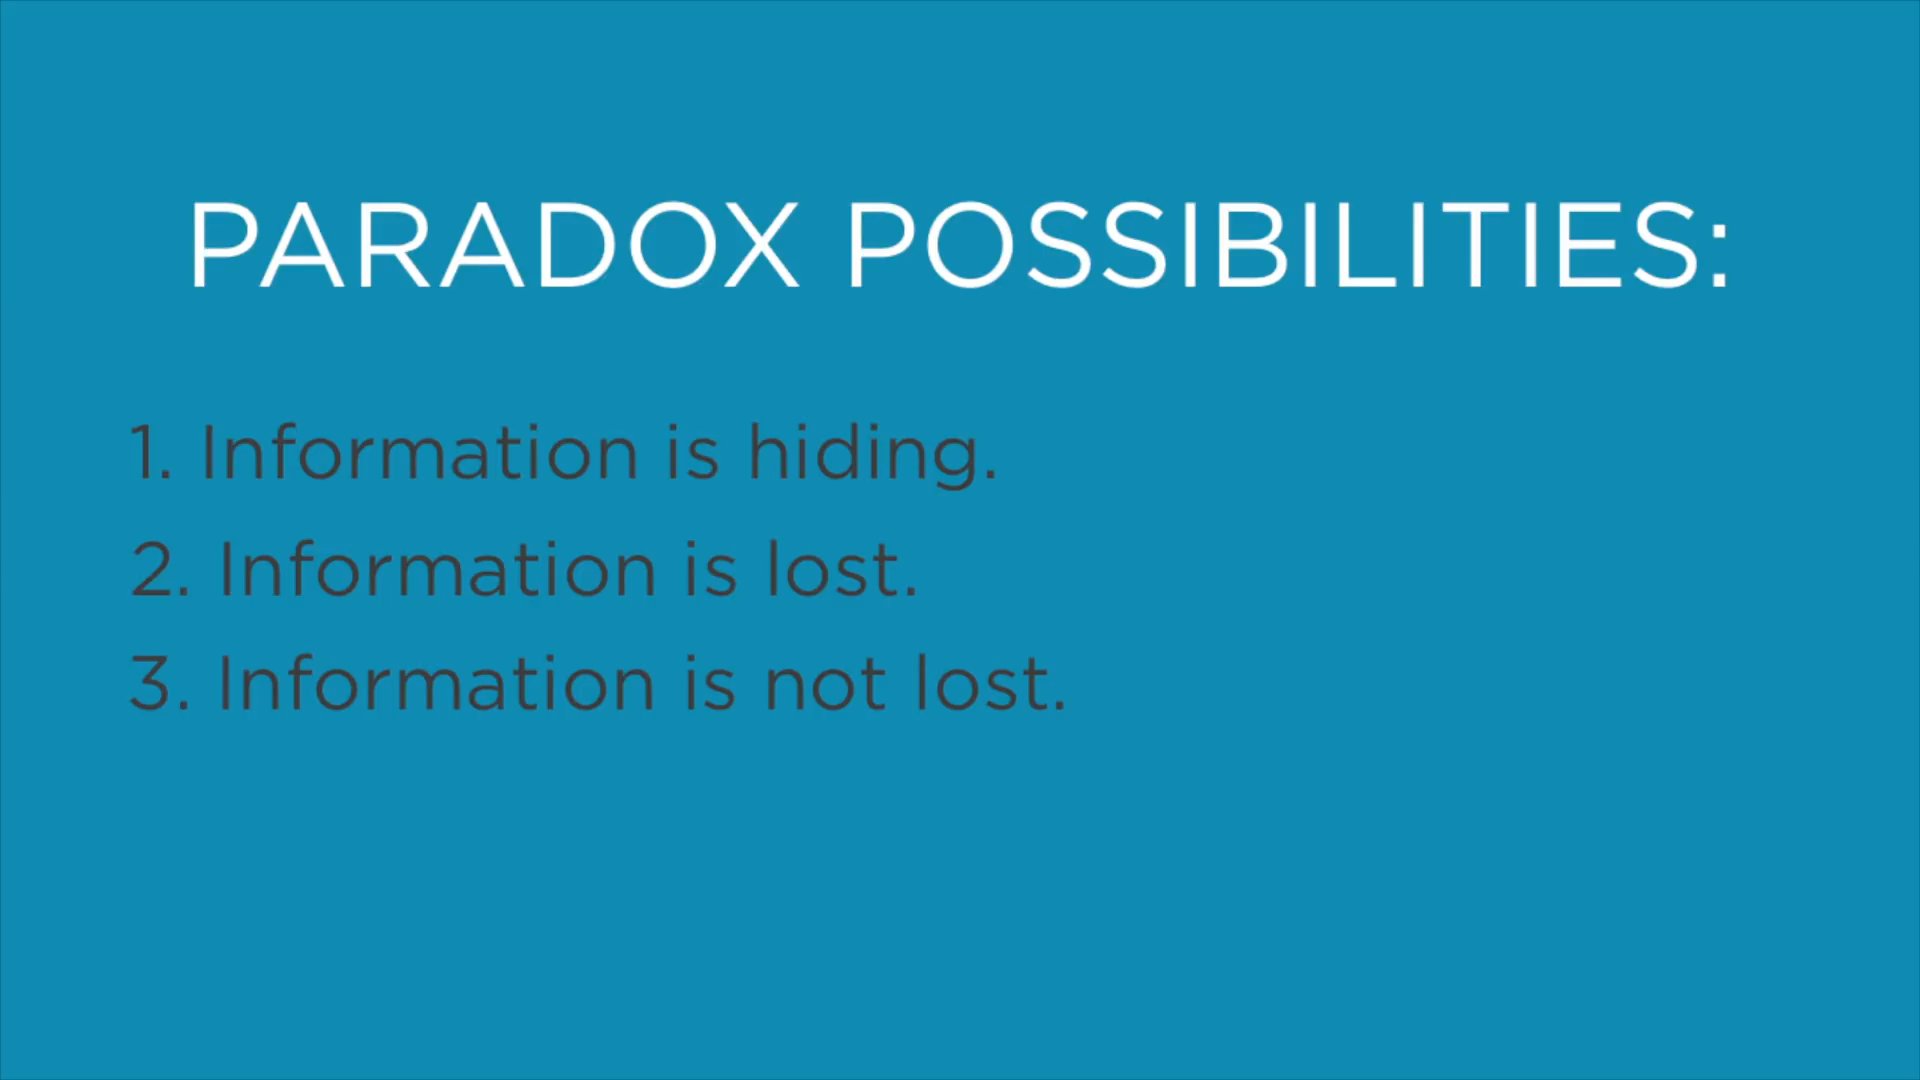 PARADOX POSSIBILITIES:
1. Information is hiding.
2. Information is lost.
3. Information is not lost.